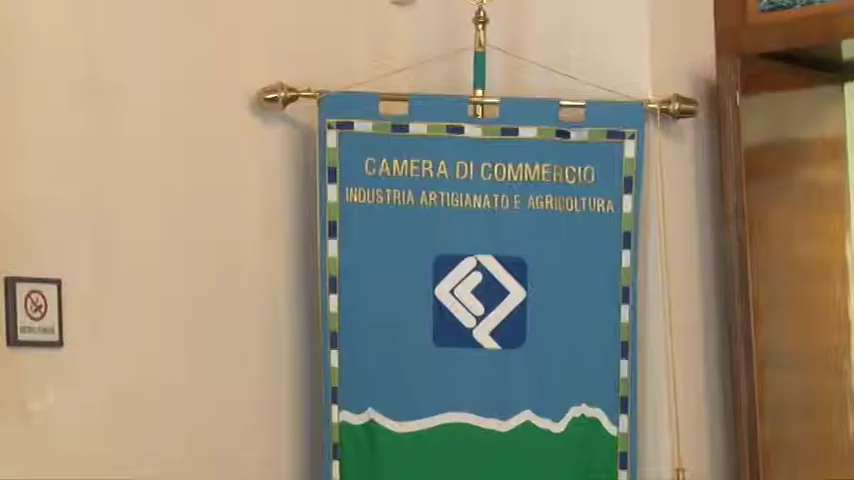 CAMERA DI COMMERCIO
INDUSTRIA ARTIGIANATO E AGRICOLTURA